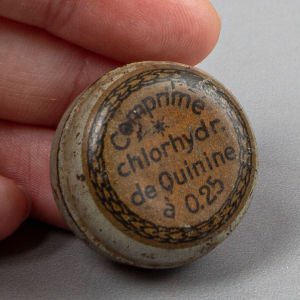 Comprimé
chlorhydr.
de Quinine
à 0.25